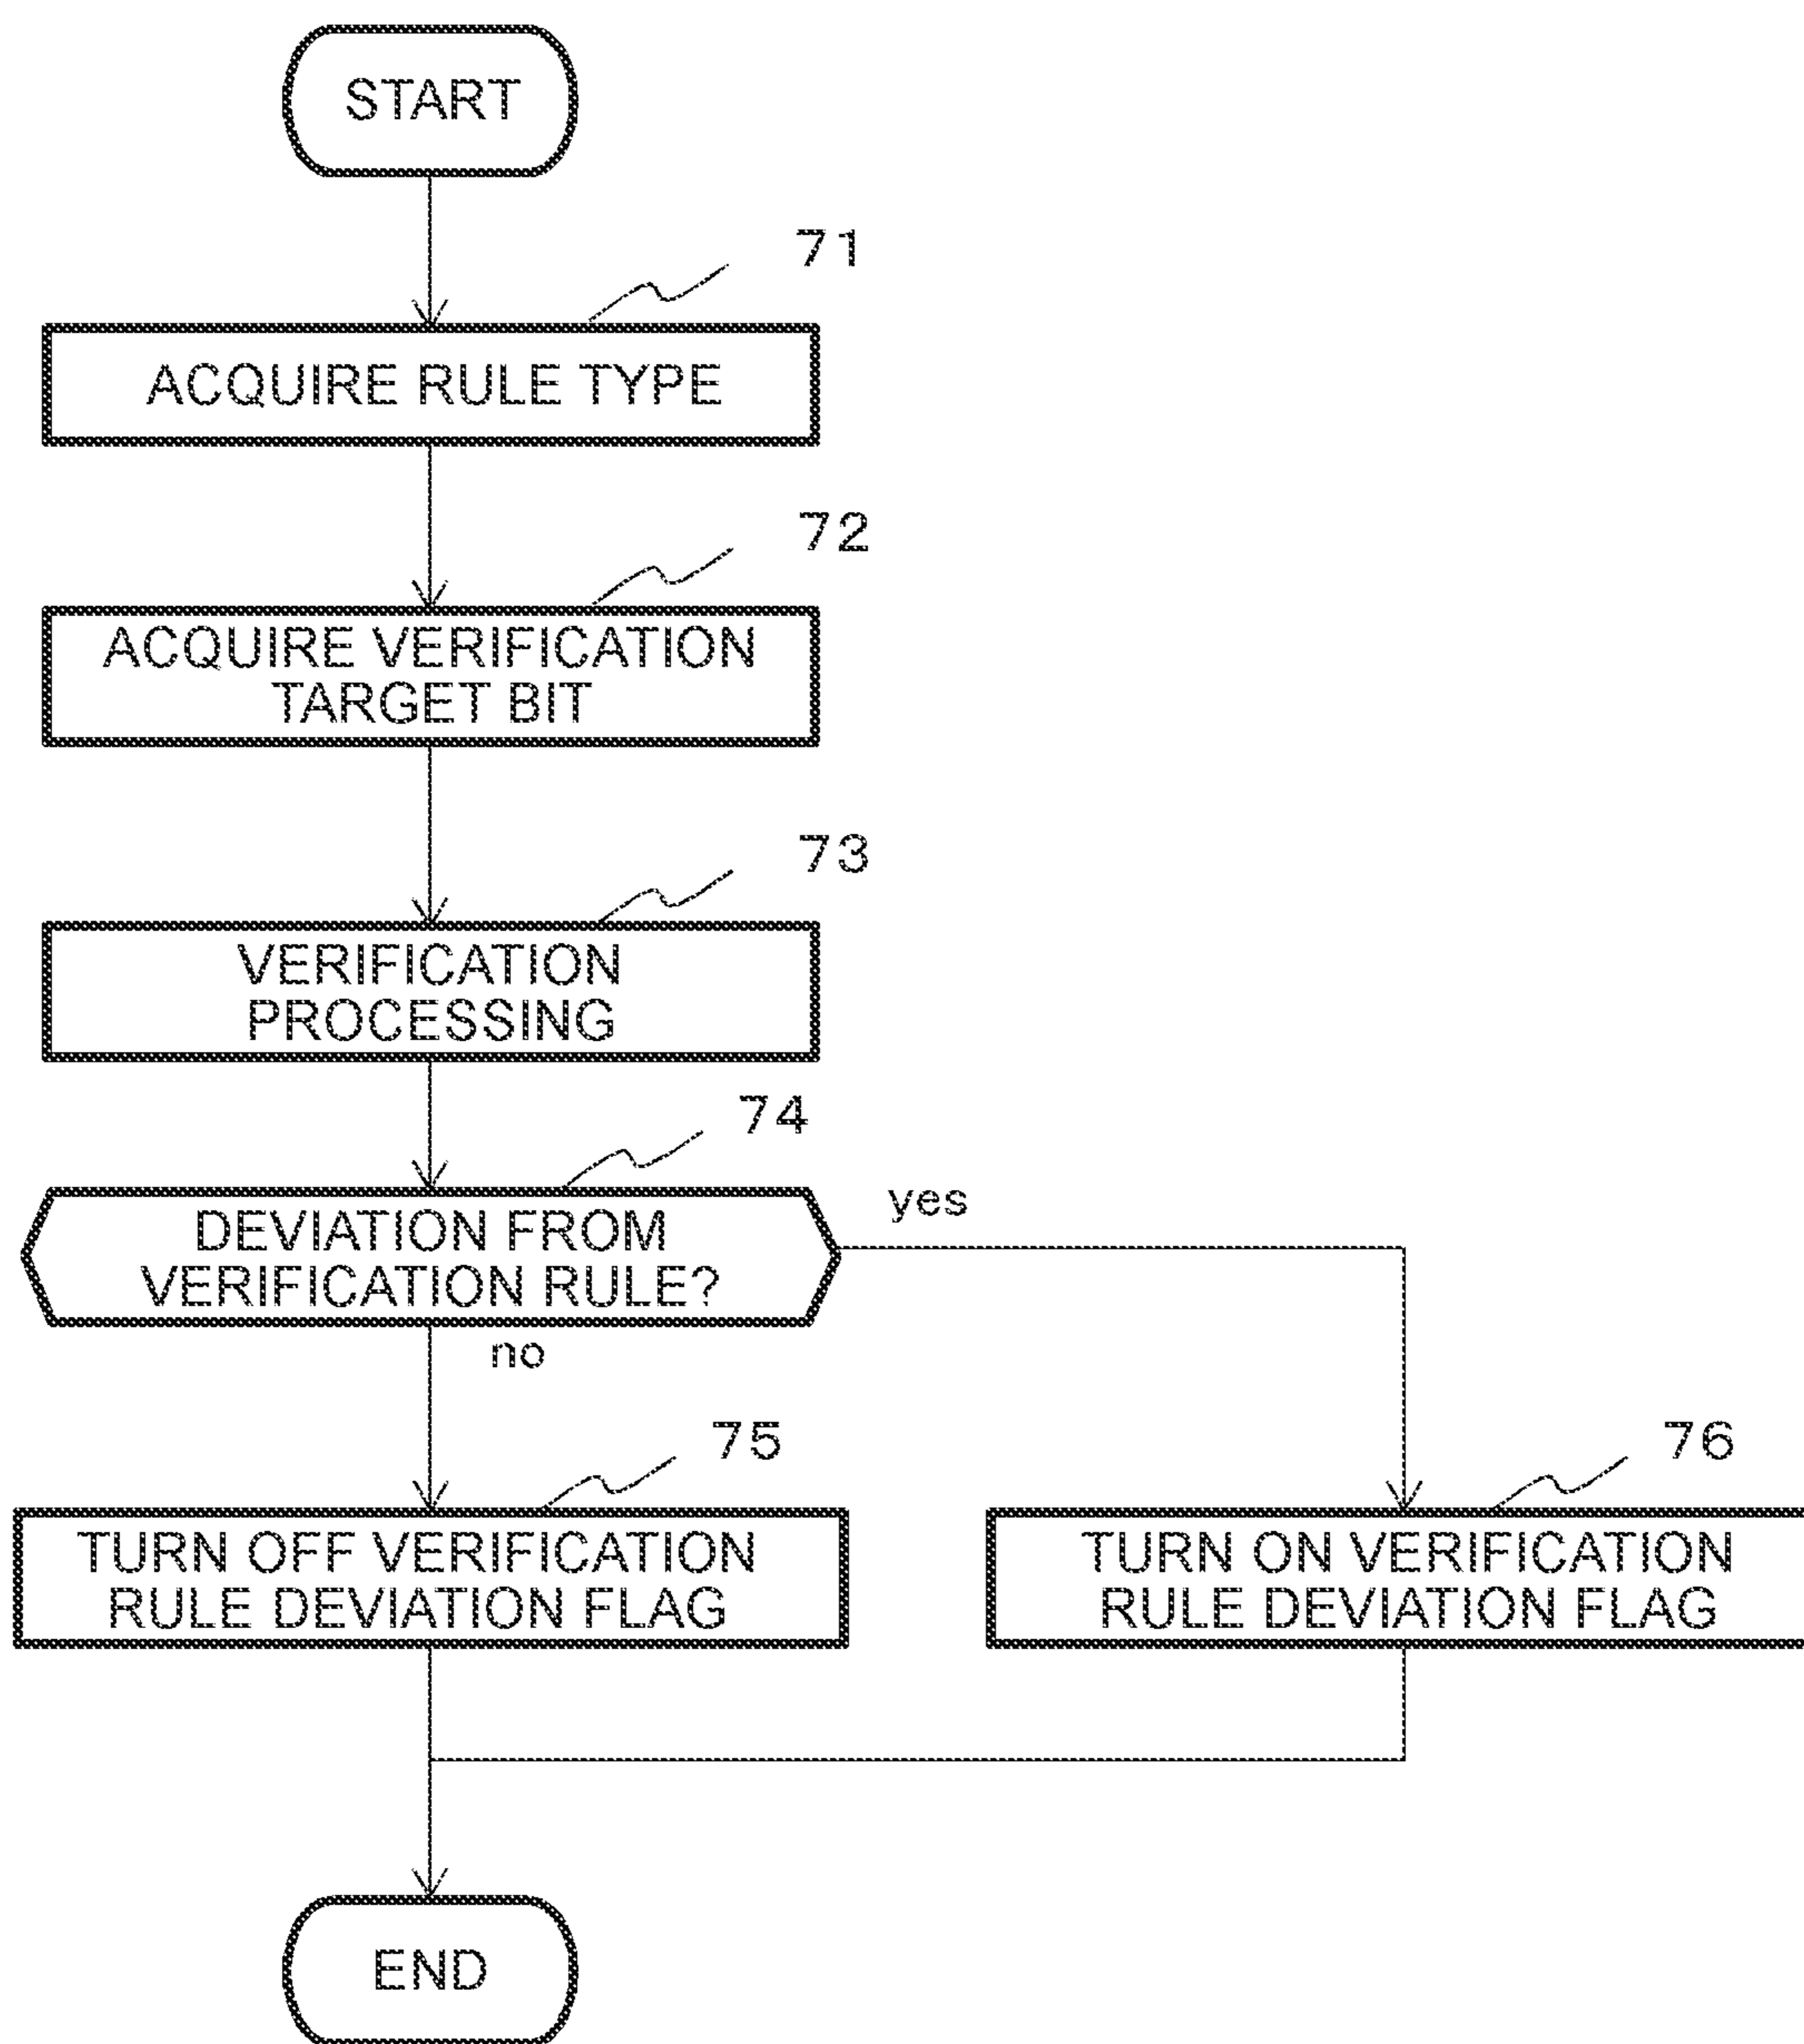 START
71
ACQUIRE RULE TYPE
72
ACQUIRE VERIFICATION
TARGET BIT
73
VERIFICATION
PROCESSING
74
DEVIATION FROM
VERIFICATION RULE?
yes
no
75
TURN OFF VERIFICATION
RULE DEVIATION FLAG
76
TURN ON VERIFICATION
RULE DEVIATION FLAG
END